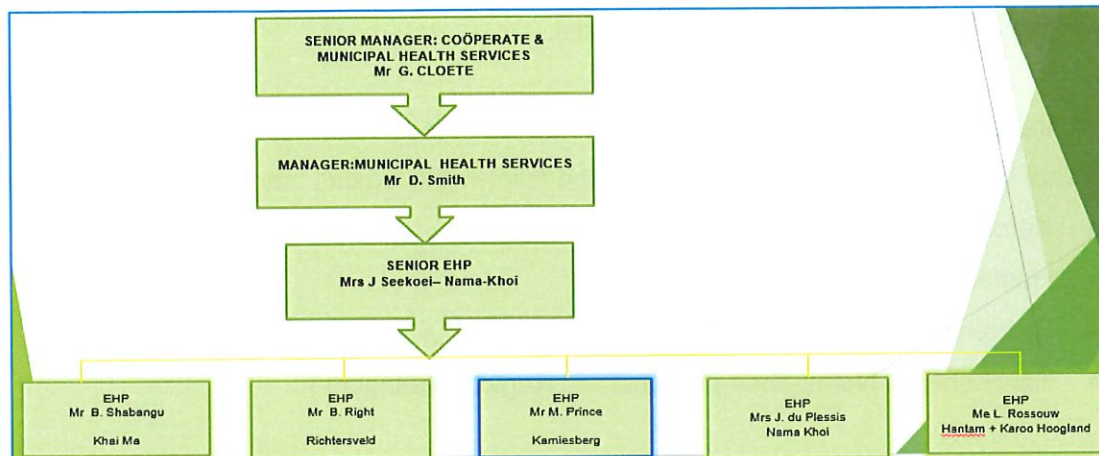 SENIOR MANAGER: COÖPERATE &
MUNICIPAL HEALTH SERVICES
Mr G. CLOETE
MANAGER:MUNICIPAL HEALTH SERVICES
Mr D. Smith
SENIOR EHP
Mrs J Seekoei– Nama-Khoi
EHP
Mr B. Shabangu
Khai Ma
EHP
Mr B. Right
Richtersveld
EHP
Mr M. Prince
Kamiesberg
EHP
Mrs J. du Plessis
Nama Khoi
EHP
Me L. Rossouw
Hantam + Karoo Hoogland